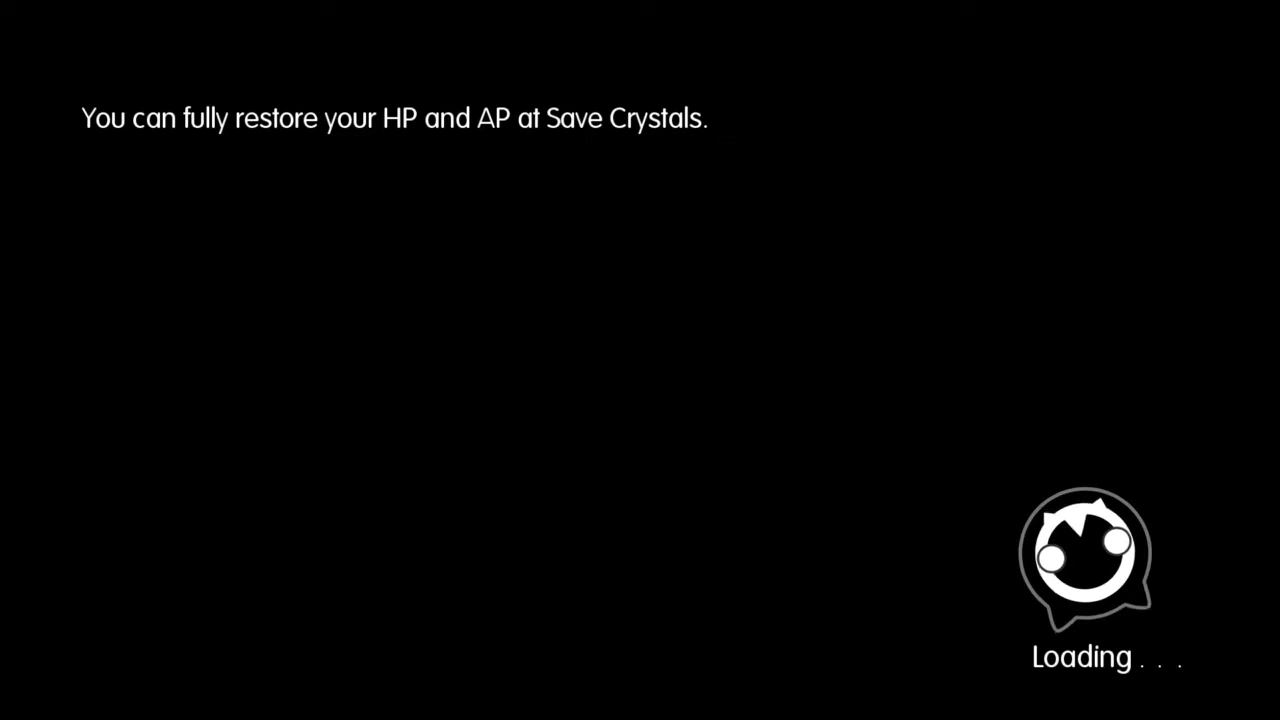 You can fully restore your HP and AP at Save Crystals.
Loading . . .